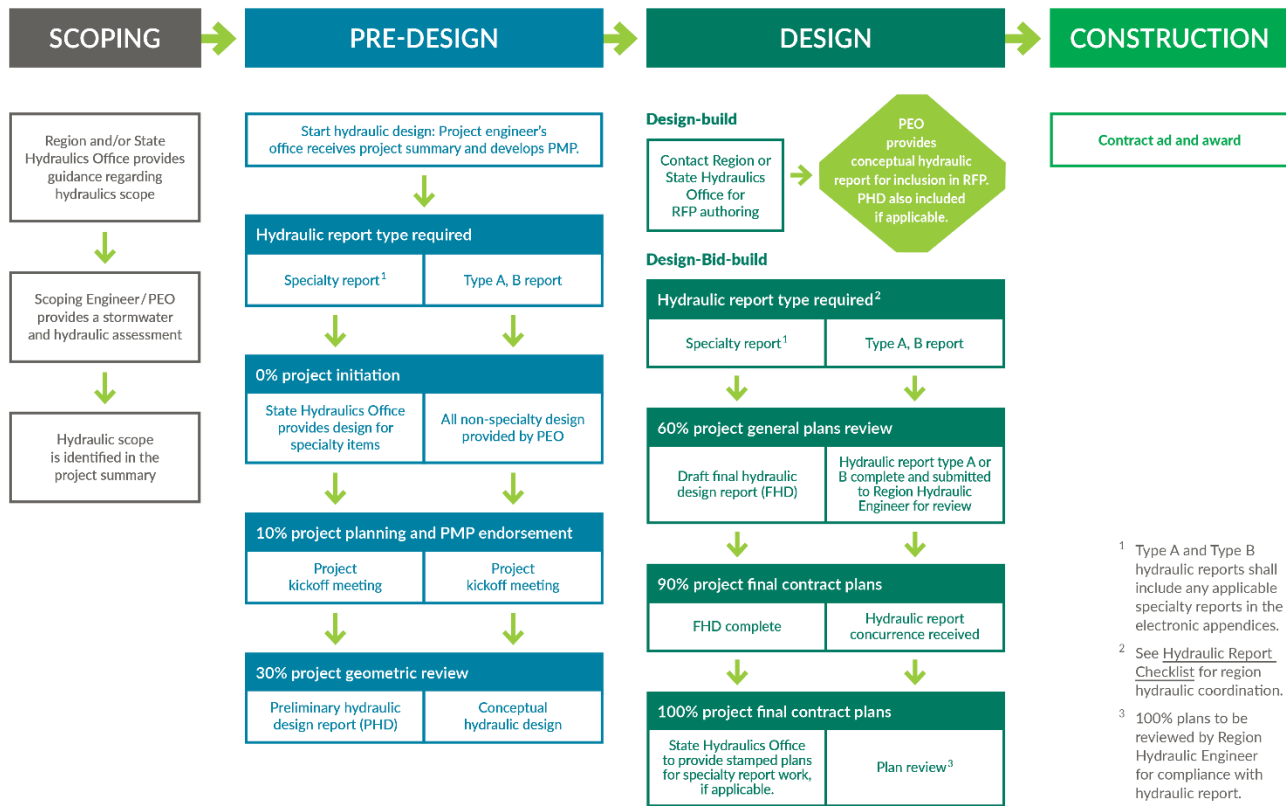 SCOPING
PRE-DESIGN
DESIGN
CONSTRUCTION
Region and/or State
Hydraulics Office provides
guidance regarding
hydraulics scope
Scoping Engineer/PEO
provides a stormwater
and hydraulic assessment
Hydraulic scope
is identified in the
project summary
Start hydraulic design: Project engineer's
office receives project summary and develops PMP.
Hydraulic report type required
Specialty report¹
Type A, B report
0% project initiation
State Hydraulics Office
provides design for
specialty items
All non-specialty design
provided by PEO
10% project planning and PMP endorsement
Project
kickoff meeting
Project
kickoff meeting
30% project geometric review
Preliminary hydraulic
design report (PHD)
Conceptual
hydraulic design
Design-build
Contact Region or
State Hydraulics
Office for
RFP authoring
PEO
provides
conceptual hydraulic
report for inclusion in RFP.
PHD also included
if applicable.
Design-Bid-build
Hydraulic report type required²
Specialty report¹
Type A, B report
60% project general plans review
Draft final hydraulic
design report (FHD)
Hydraulic report type A or
B complete and submitted
to Region Hydraulic
Engineer for review
90% project final contract plans
FHD complete
Hydraulic report
concurrence received
100% project final contract plans
State Hydraulics Office
to provide stamped plans
for specialty report work,
if applicable.
Plan review³
Contract ad and award
¹ Type A and Type B
hydraulic reports shall
include any applicable
specialty reports in the
electronic appendices.
² See Hydraulic Report
Checklist for region
hydraulic coordination.
³ 100% plans to be
reviewed by Region
Hydraulic Engineer
for compliance with
hydraulic report.